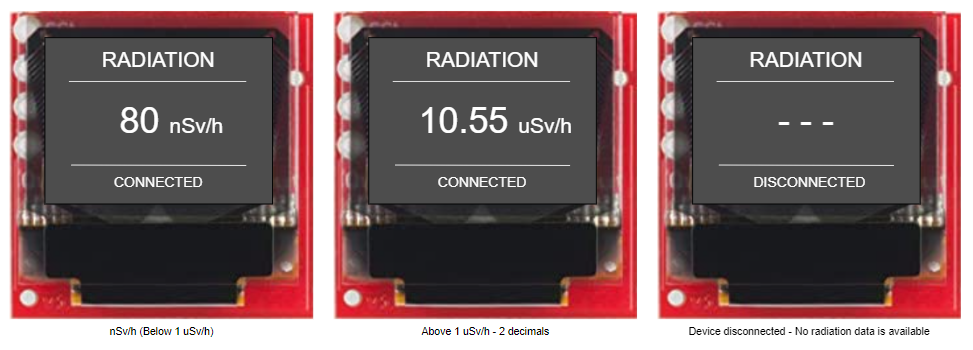 RADIATION
80 nSv/h
CONNECTED
nSv/h (Below 1 uSv/h)
RADIATION
10.55 uSv/h
CONNECTED
Above 1 uSv/h - 2 decimals
RADIATION
- - -
DISCONNECTED
Device disconnected - No radiation data is available